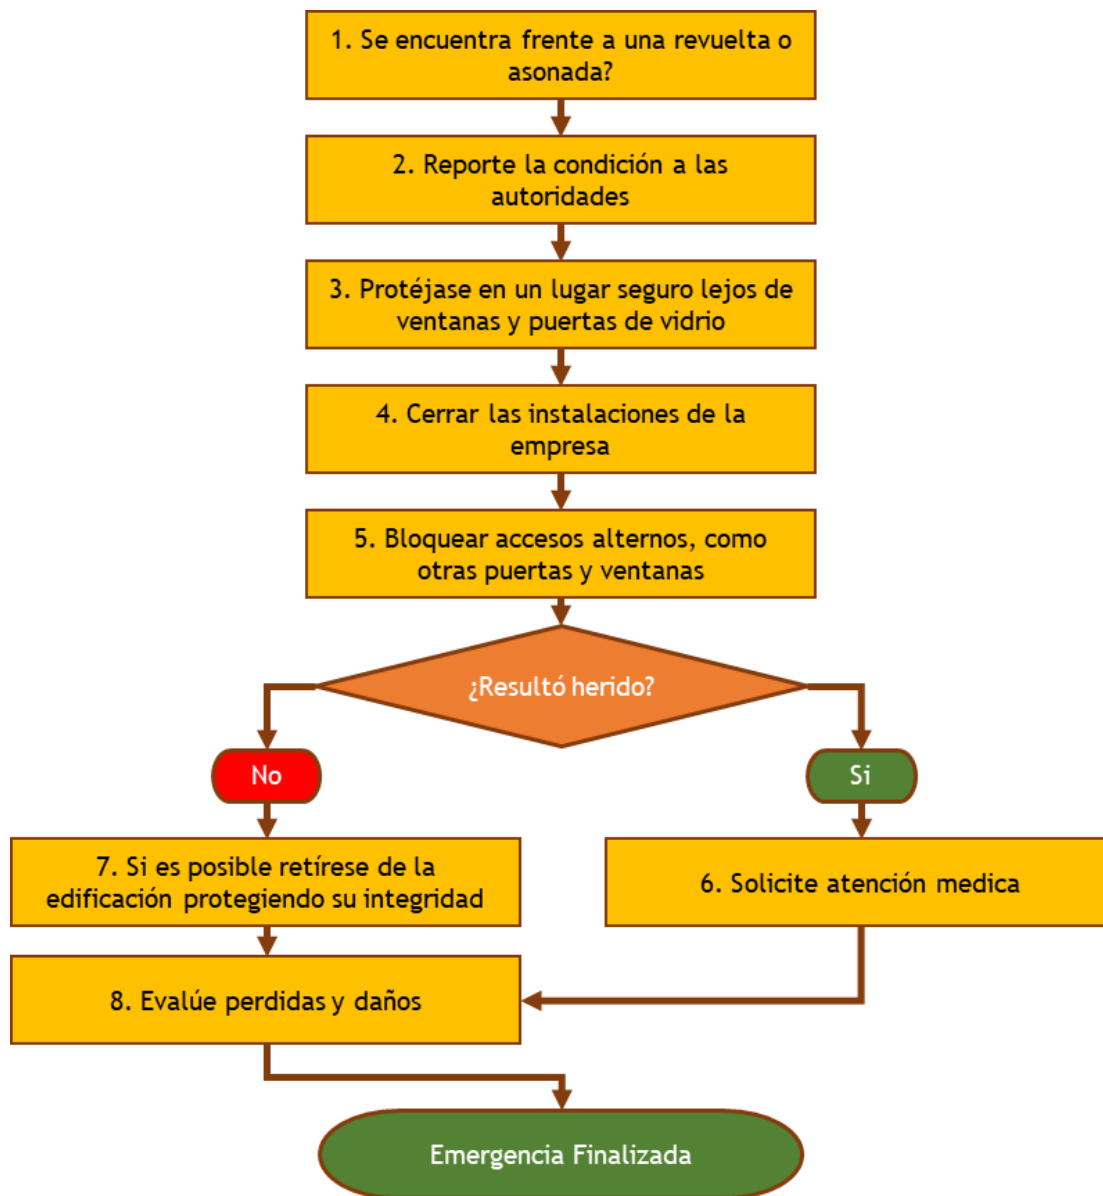 1. Se encuentra frente a una revuelta o
asonada?
2. Reporte la condición a las
autoridades
3. Protéjase en un lugar seguro lejos de
ventanas y puertas de vidrio
4. Cerrar las instalaciones de la
empresa
5. Bloquear accesos alternos, como
otras puertas y ventanas
¿Resultó herido?
No
Si
7. Si es posible retírese de la
edificación protegiendo su integridad
6. Solicite atención medica
8. Evalúe perdidas y daños
Emergencia Finalizada